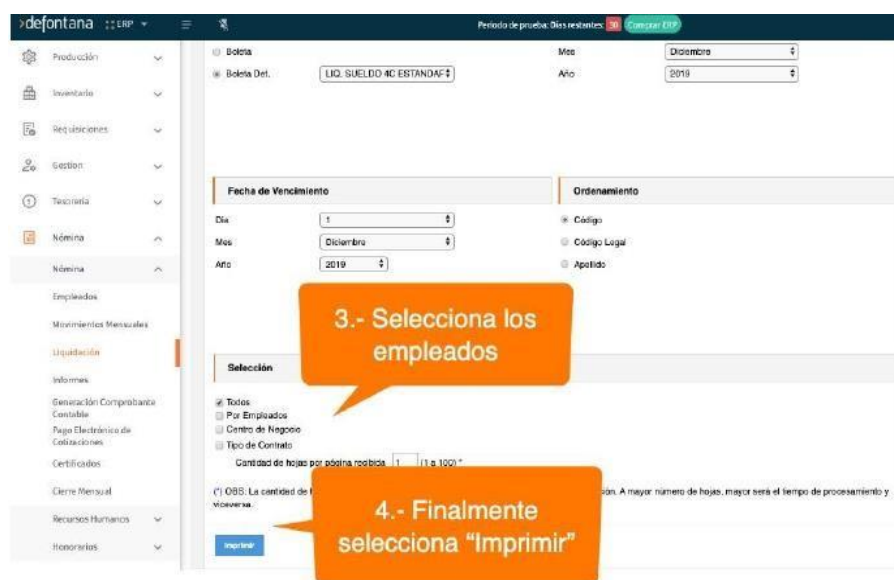 defontana ERP
Periodo de prueba: Días restantes: 30 Comprar ERP
Producción
Inventario
Requisiciones
Gestion
Tesorería
Nómina
Nómina
Empleados
Movimientos Mensuales
Liquidación
Informes
Generación Comprobante
Contable
Pago Electrónico de
Cotizaciones
Certificados
Cierre Mensual
Recursos Humanos
Honorarios
Boleta
Mes Diciembre
Boleta Det. LIQ. SUELDO 4C ESTANDAF
Año 2019
Fecha de Vencimiento
Ordenamiento
Día 1
Código
Mes Diciembre
Código Legal
Año 2019
Apellido
3.- Selecciona los
empleados
Selección
Todos
Por Empleados
Centro de Negocio
Tipo de Contrato
Cantidad de hojas por página recibida 1 (1 a 100) *
(*) OBS: La cantidad de
A mayor número de hojas, mayor será el tiempo de procesamiento y
viceversa.
4.- Finalmente
selecciona “Imprimir”
Imprimir